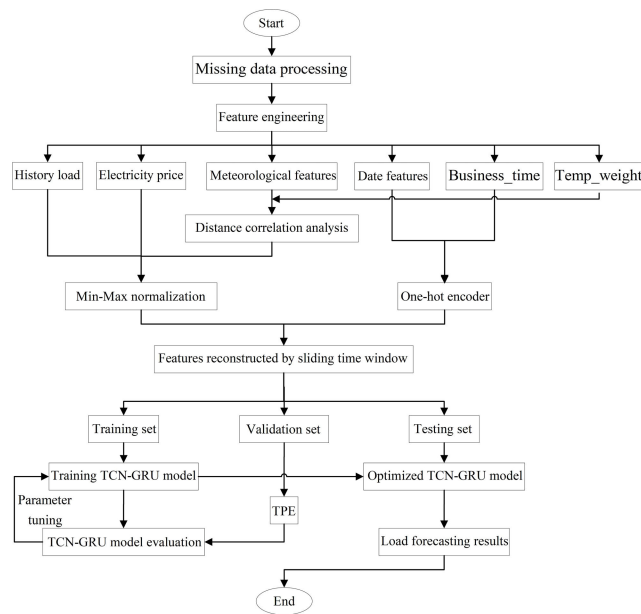 Start
Missing data processing
Feature engineering
History load
Electricity price
Meteorological features
Date features
Business_time
Temp_weight
Distance correlation analysis
Min-Max normalization
One-hot encoder
Features reconstructed by sliding time window
Training set
Validation set
Testing set
Training TCN-GRU model
Optimized TCN-GRU model
Parameter
tuning
TPE
TCN-GRU model evaluation
Load forecasting results
End